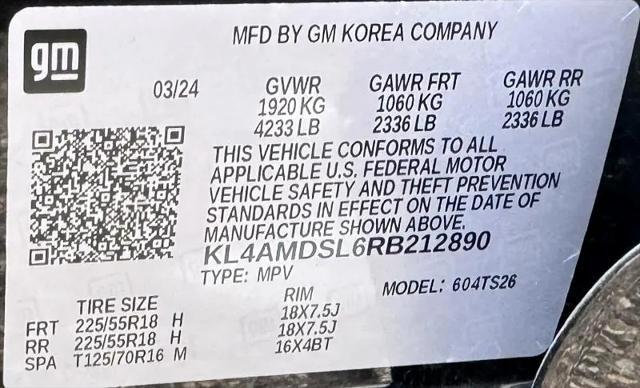 gm
MFD BY GM KOREA COMPANY
03/24
GVWR GAWR FRT GAWR RR
1920 KG 1060 KG 1060 KG
4233 LB 2336 LB 2336 LB
THIS VEHICLE CONFORMS TO ALL
APPLICABLE U.S. FEDERAL MOTOR
VEHICLE SAFETY AND THEFT PREVENTION
STANDARDS IN EFFECT ON THE DATE OF
MANUFACTURE SHOWN ABOVE.
KL4AMDSL6RB212890
TYPE: MPV MODEL: 604TS26
TIRE SIZE RIM
FRT 225/55R18 H 18X7.5J
RR 225/55R18 H 18X7.5J
SPA T125/70R16 M 16X4BT